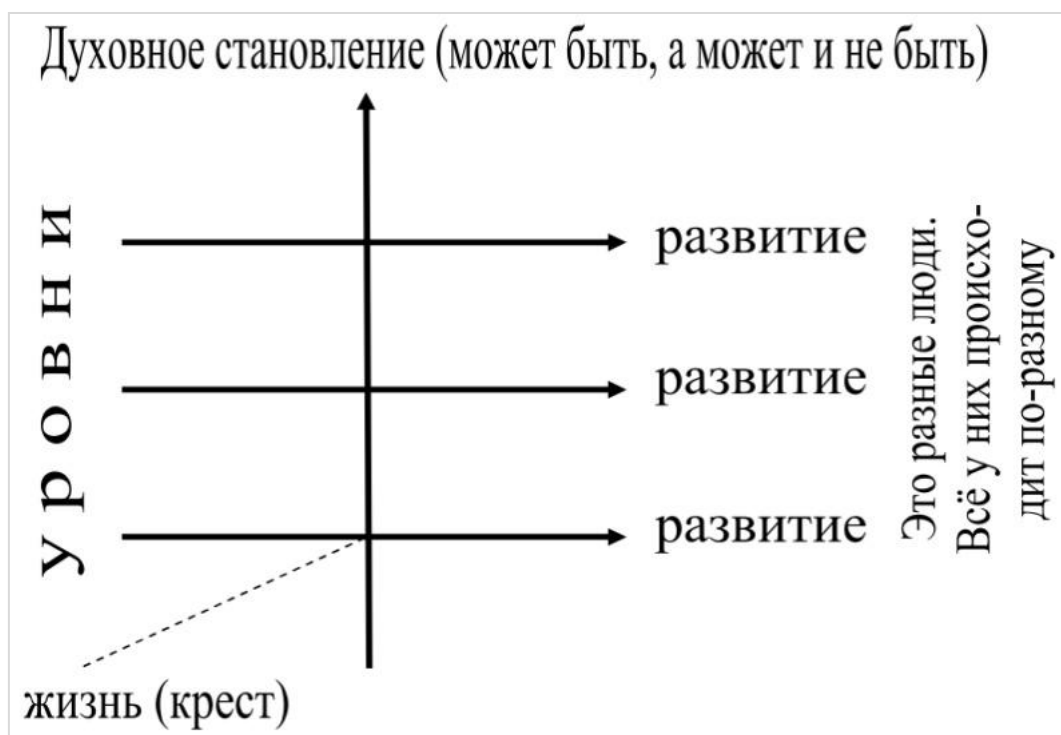 Духовное становление (может быть, а может и не быть)
Уровни
развитие
развитие
развитие
Это разные люди.
Всё у них происхо-
дит по-разному
жизнь (крест)